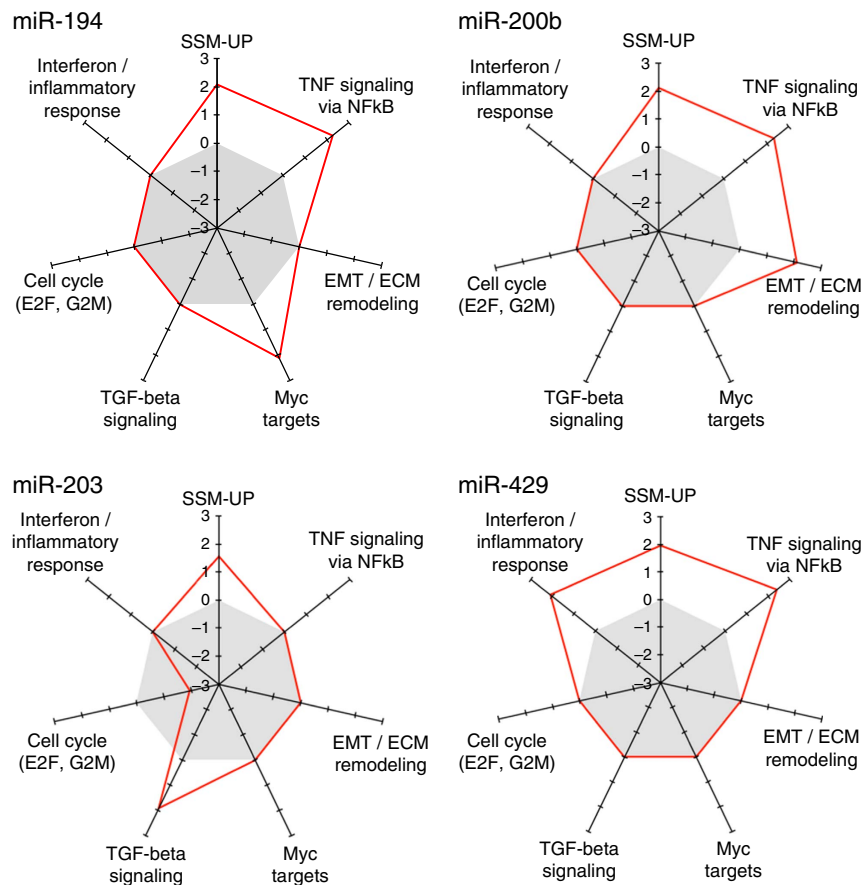 miR-194
SSM-UP
Interferon /
inflammatory
response
TNF signaling
via NFkB
3
2
1
0
–1
–2
–3
Cell cycle
(E2F, G2M)
EMT / ECM
remodeling
TGF-beta
signaling
Myc
targets
miR-200b
SSM-UP
Interferon /
inflammatory
response
TNF signaling
via NFkB
3
2
1
0
–1
–2
–3
Cell cycle
(E2F, G2M)
EMT / ECM
remodeling
TGF-beta
signaling
Myc
targets
miR-203
SSM-UP
Interferon /
inflammatory
response
TNF signaling
via NFkB
3
2
1
0
–1
–2
–3
Cell cycle
(E2F, G2M)
EMT / ECM
remodeling
TGF-beta
signaling
Myc
targets
miR-429
SSM-UP
Interferon /
inflammatory
response
TNF signaling
via NFkB
3
2
1
0
–1
–2
–3
Cell cycle
(E2F, G2M)
EMT / ECM
remodeling
TGF-beta
signaling
Myc
targets